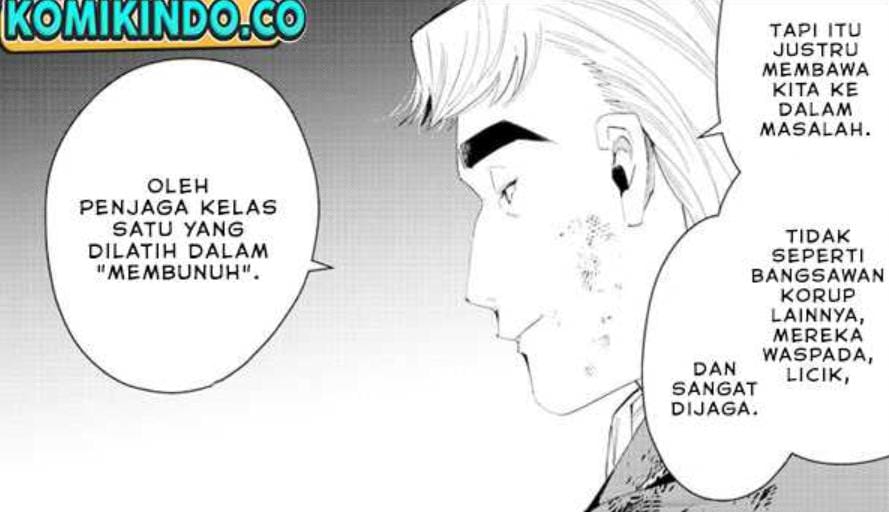 KOMIKINDO.CO
TAPI ITU
JUSTRU
MEMBAWA
KITA KE
DALAM
MASALAH.
TIDAK
SEPERTI
BANGSAWAN
KORUP
LAINNYA,
MEREKA
WASPADA,
LICIK,
DAN
SANGAT
DIJAGA.
OLEH
PENJAGA KELAS
SATU YANG
DILATIH DALAM
"MEMBUNUH".